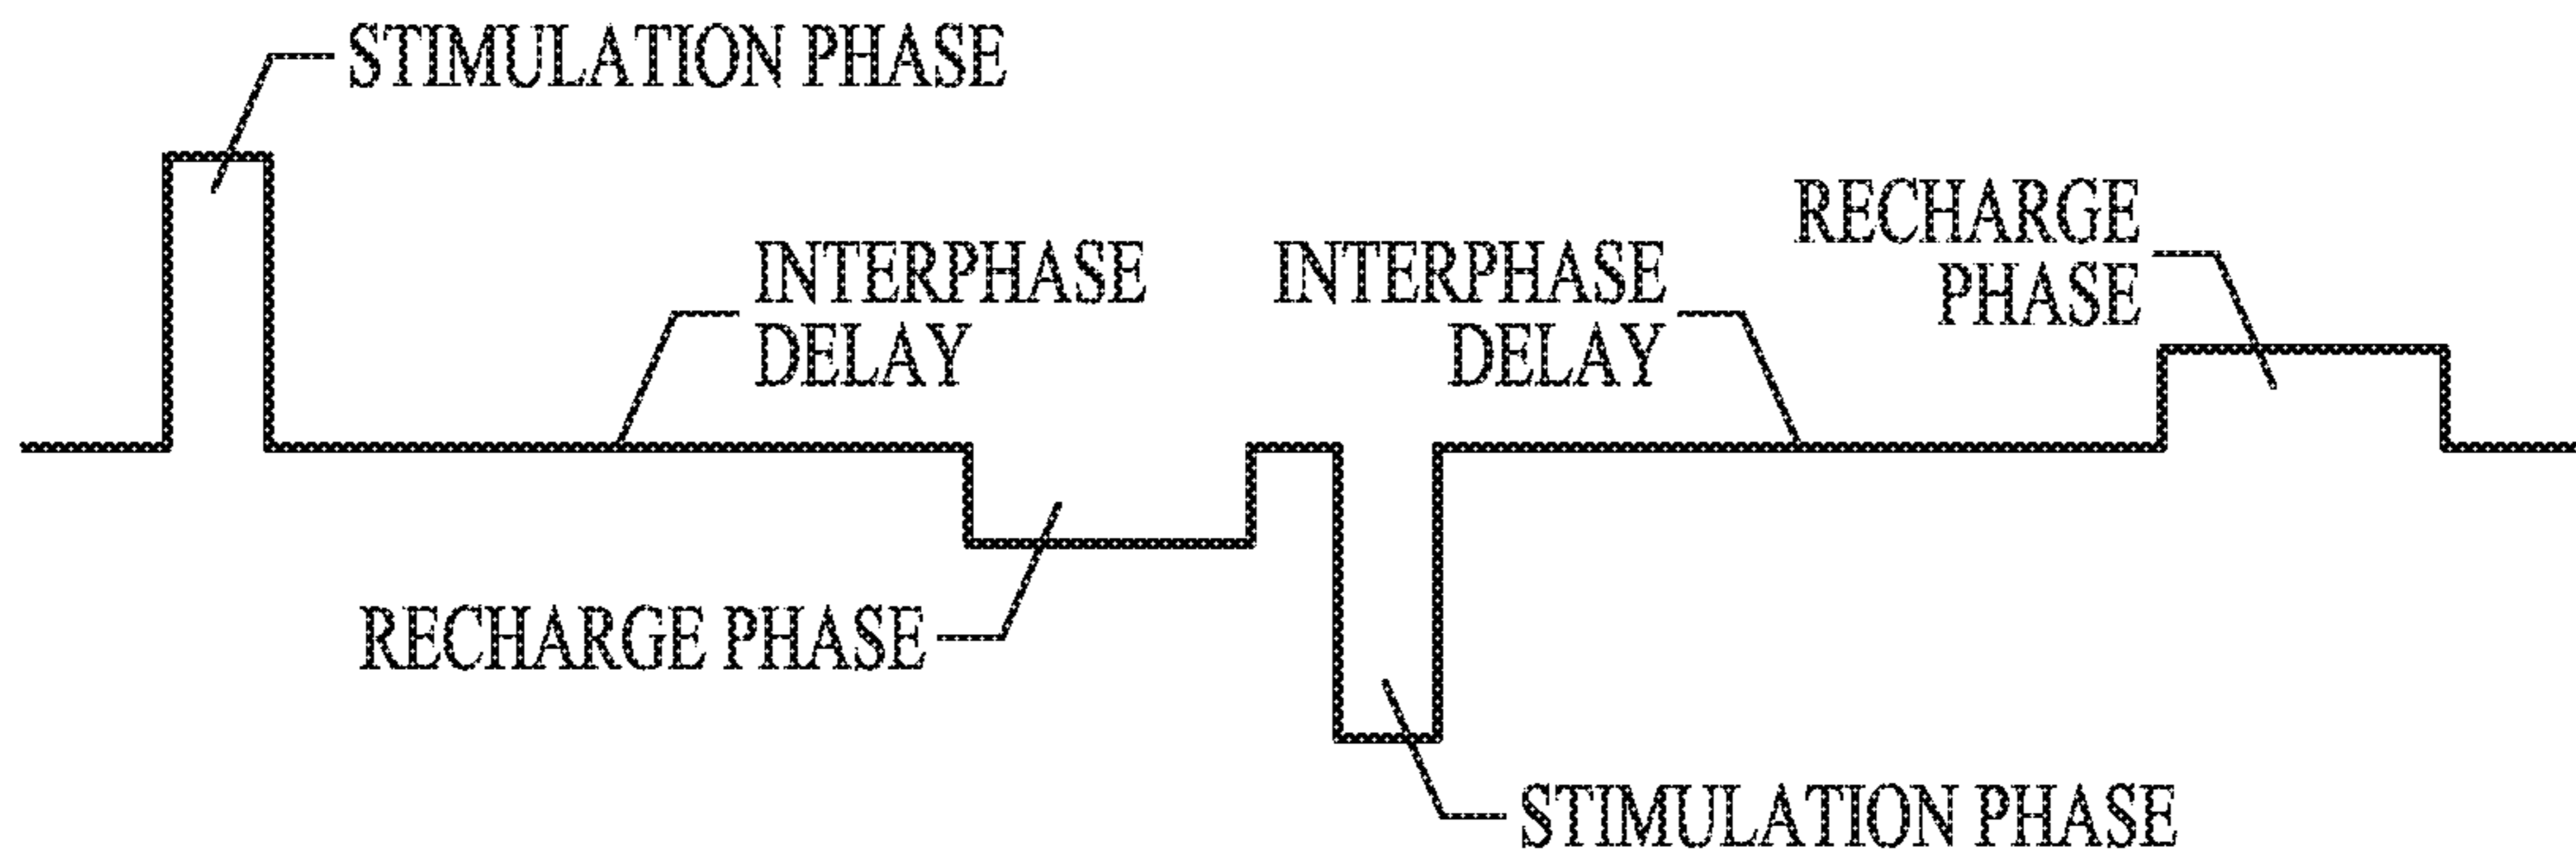 STIMULATION PHASE
INTERPHASE
DELAY
INTERPHASE
DELAY
RECHARGE
PHASE
RECHARGE PHASE
STIMULATION PHASE